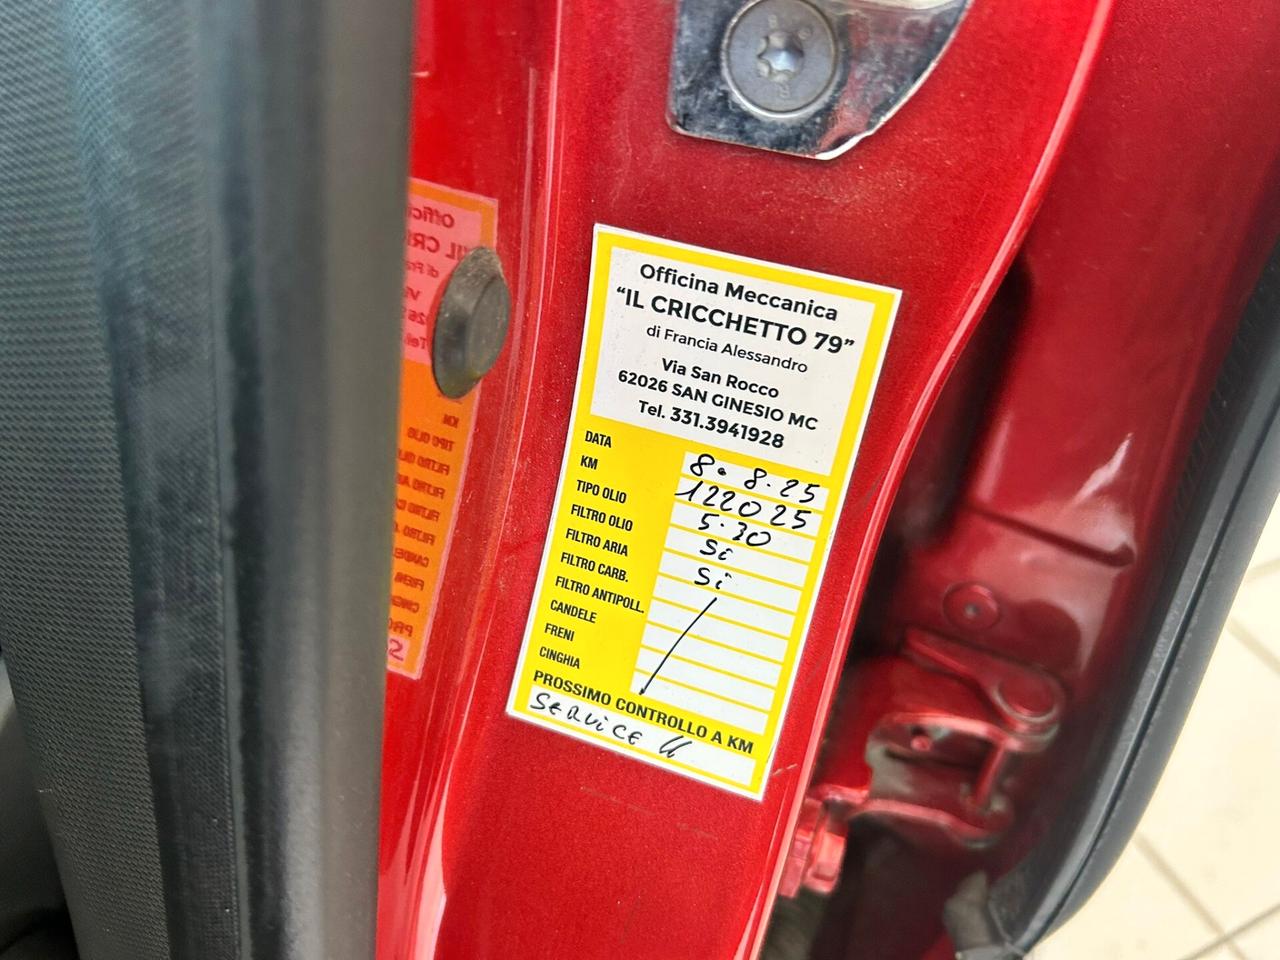 Officina Meccanica
"IL CRICCHETTO 79"
di Francia Alessandro
Via San Rocco
62026 SAN GINESIO MC
Tel. 331.3941928
DATA 8. 8.25
KM 122025
TIPO OLIO 5.30
FILTRO OLIO Si
FILTRO ARIA Si
FILTRO CARB.
FILTRO ANTIPOLL.
CANDELE
FRENI
CINGHIA
PROSSIMO CONTROLLO A KM
SERVICE